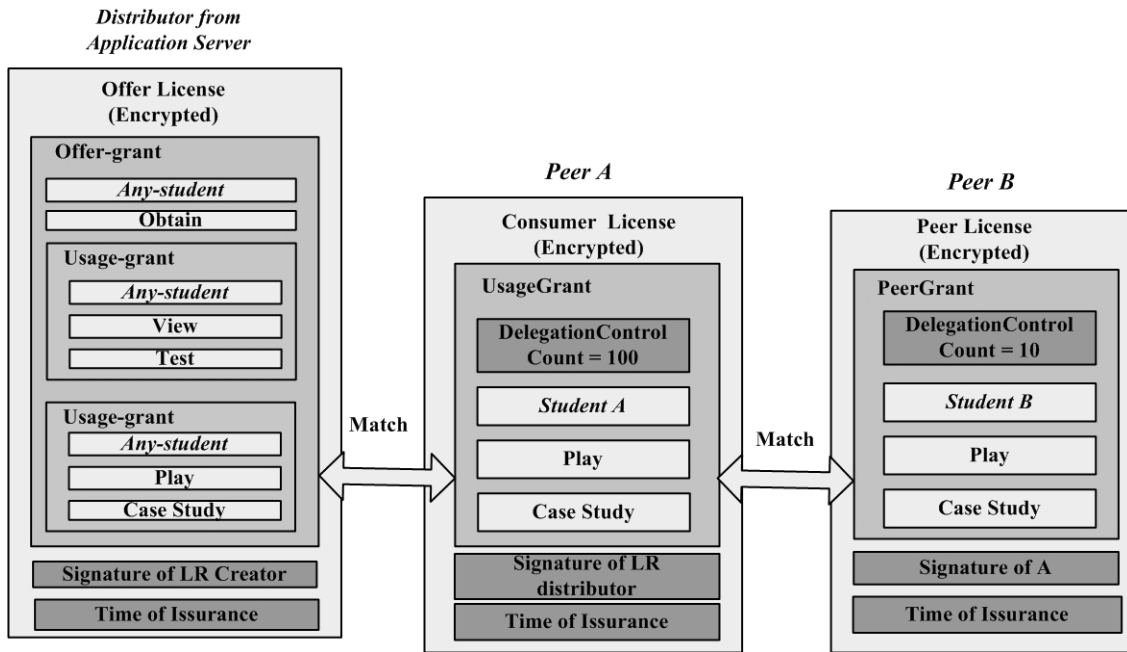 Distributor from
Application Server
Offer License
(Encrypted)
Offer-grant
Any-student
Obtain
Usage-grant
Any-student
View
Test
Usage-grant
Any-student
Play
Case Study
Signature of LR Creator
Time of Issurance
Match
Peer A
Consumer License
(Encrypted)
UsageGrant
DelegationControl
Count = 100
Student A
Play
Case Study
Signature of LR
distributor
Time of Issurance
Match
Peer B
Peer License
(Encrypted)
PeerGrant
DelegationControl
Count = 10
Student B
Play
Case Study
Signature of A
Time of Issurance